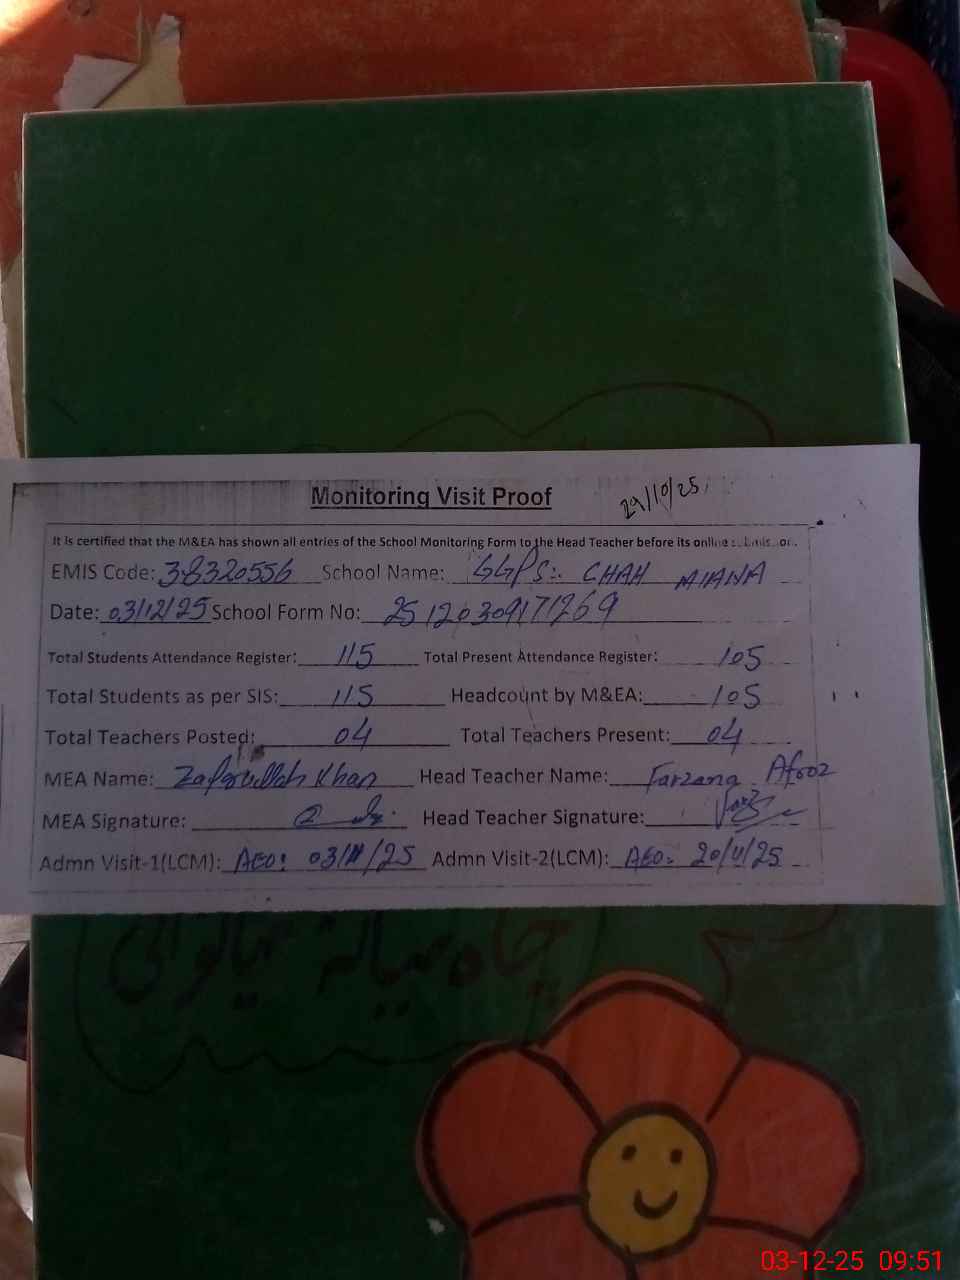 Monitoring Visit Proof 29/10/25
It is certified that the M&EA has shown all entries of the School Monitoring Form to the Head Teacher before its online submission.
EMIS Code: 38320556 School Name: GGPS: CHAH MIANA
Date: 03/12/25 School Form No: 25120309171269
Total Students Attendance Register: 115 Total Present Attendance Register: 105
Total Students as per SIS: 115 Headcount by M&EA: 105
Total Teachers Posted: 04 Total Teachers Present: 04
MEA Name: Zafarullah Khan Head Teacher Name: Farzana Afroz
MEA Signature: Head Teacher Signature:
Admn Visit-1(LCM): AEO: 03/11/25 Admn Visit-2(LCM): AEO: 20/11/25
چاہ میانہ میانوالی
03-12-25 09:51